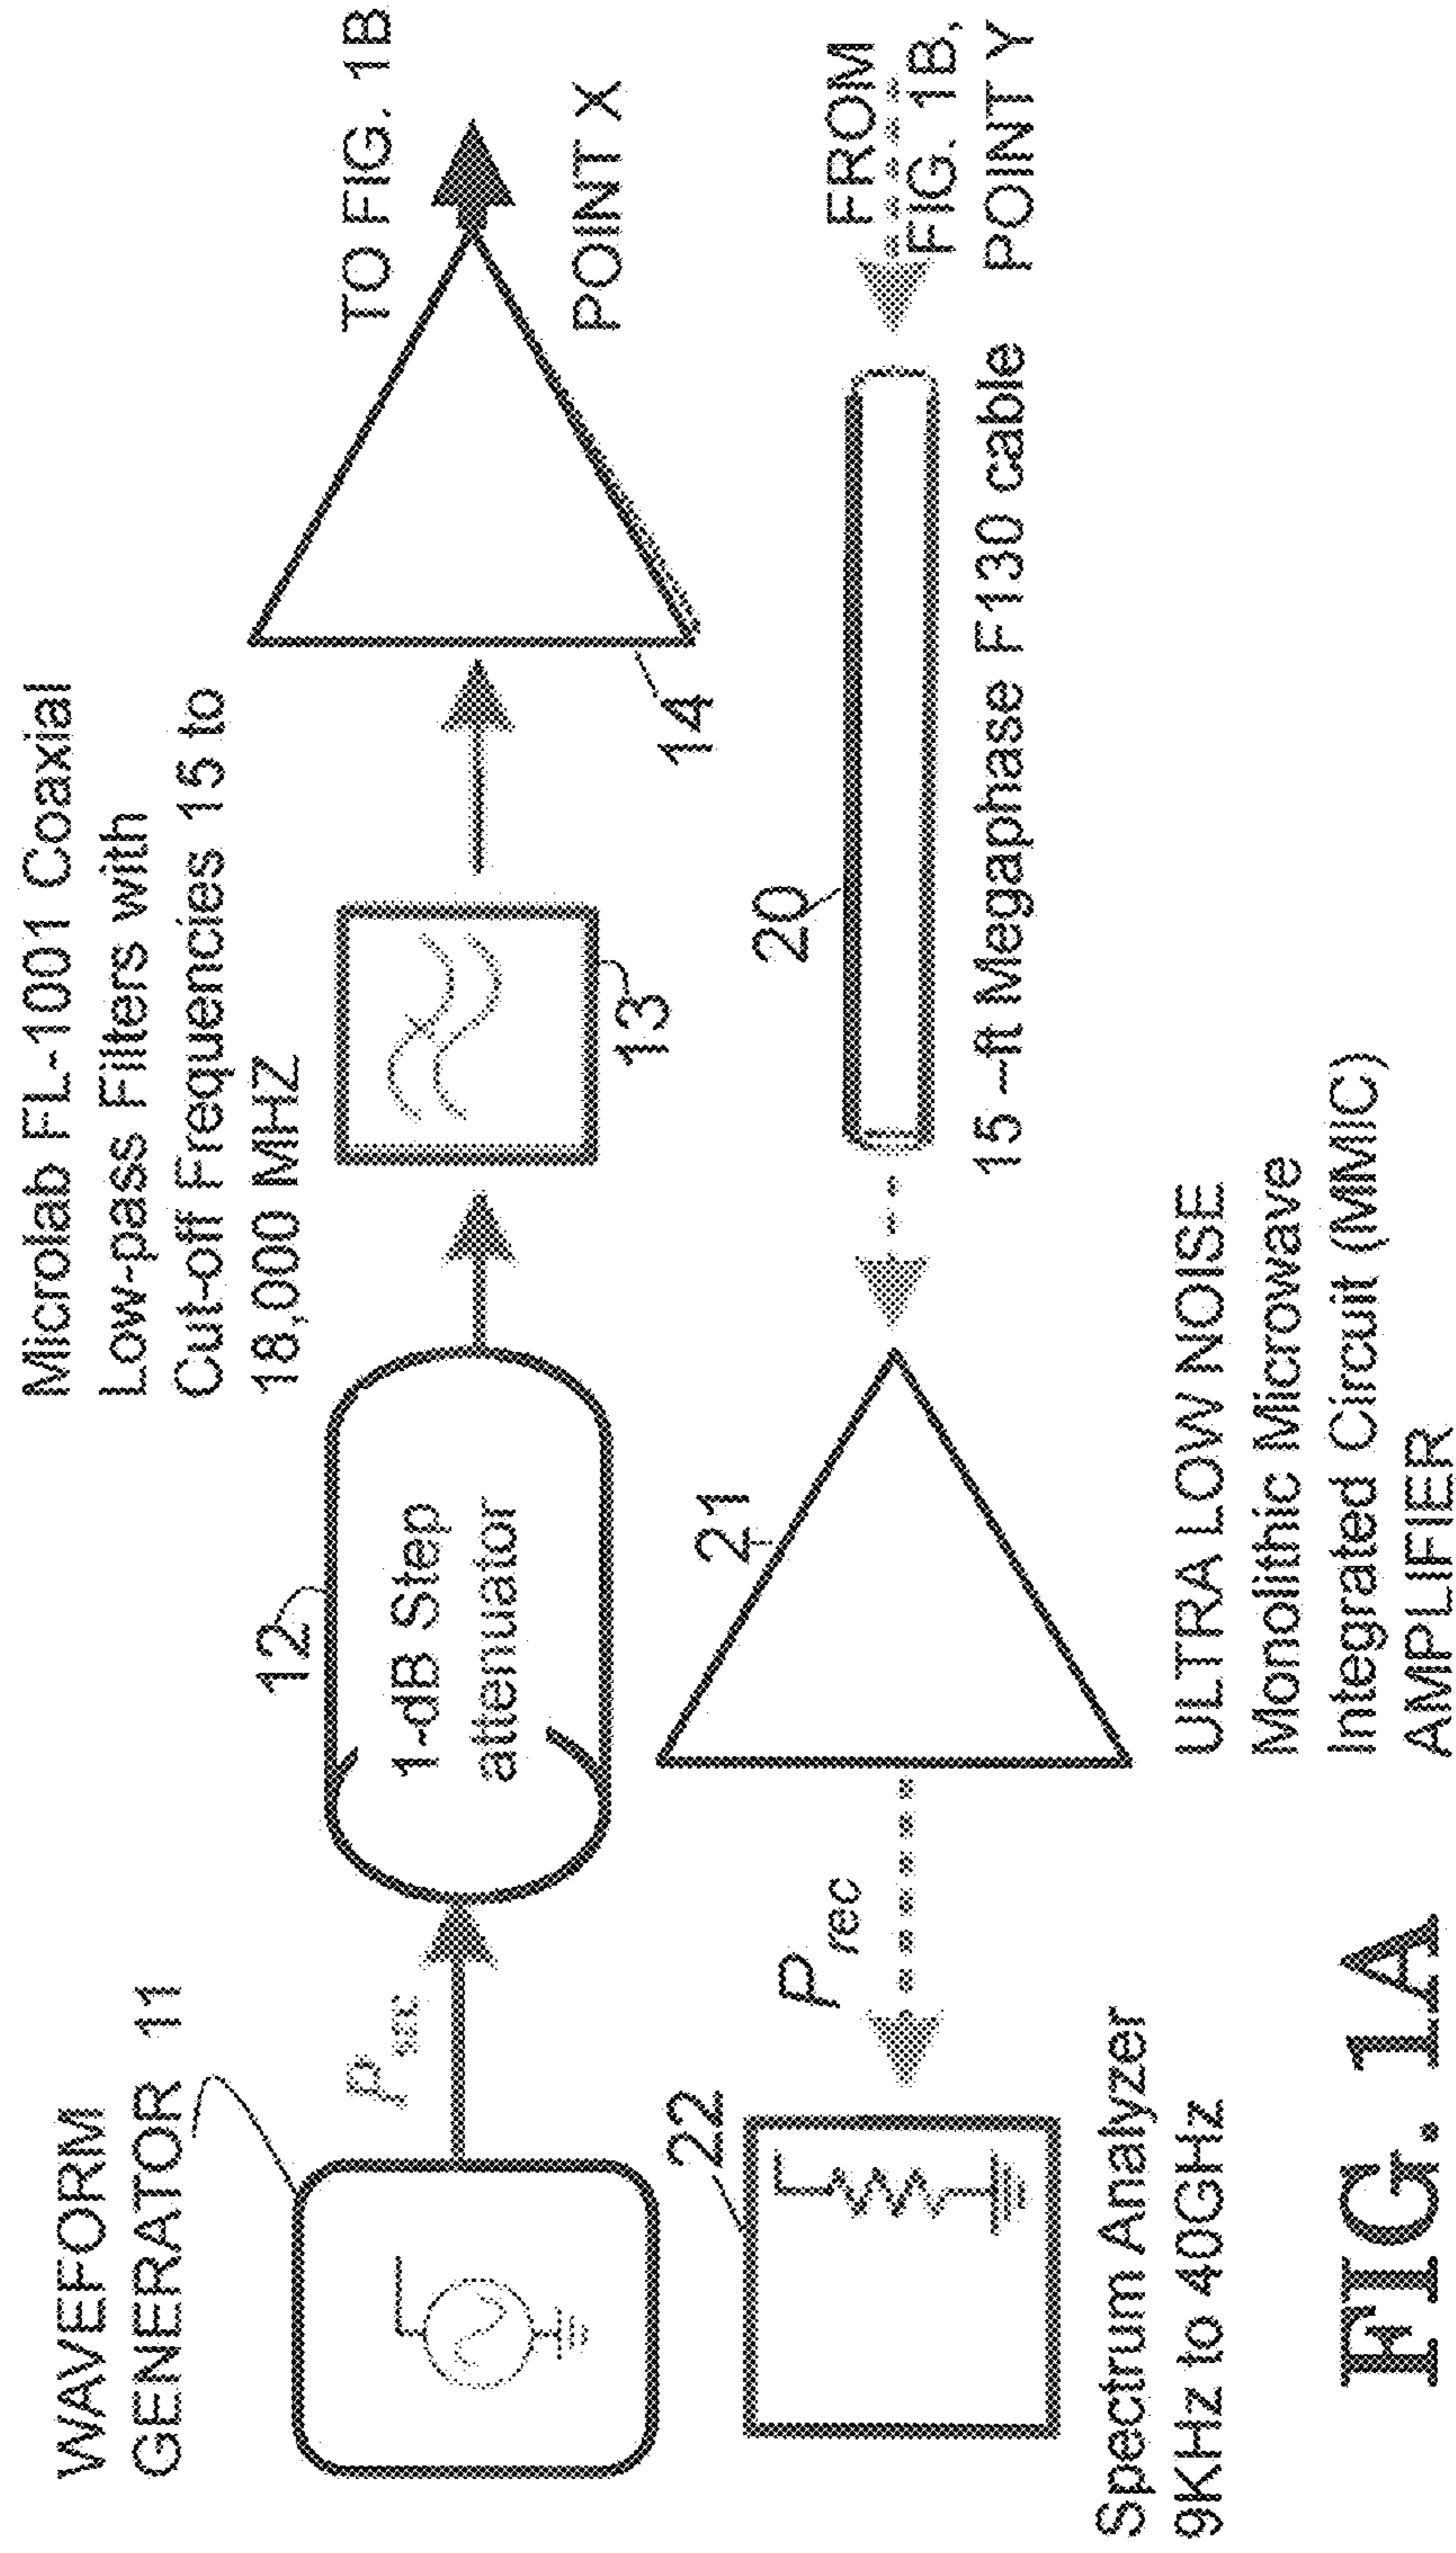 Microlab FL-1001 Coaxial
Low-pass Filters with
Cut-off Frequencies 15 to
18,000 MHZ
WAVEFORM
GENERATOR 11
P
12
1-dB Step
attenuator
13
14
TO FIG. 1B
POINT X
22
P rec
21
20
FROM
FIG. 1B,
POINT Y
15 -ft Megaphase F130 cable
Spectrum Analyzer
9KHz to 40GHz
ULTRA LOW NOISE
Monolithic Microwave
Integrated Circuit (MMIC)
AMPLIFIER
FIG. 1A